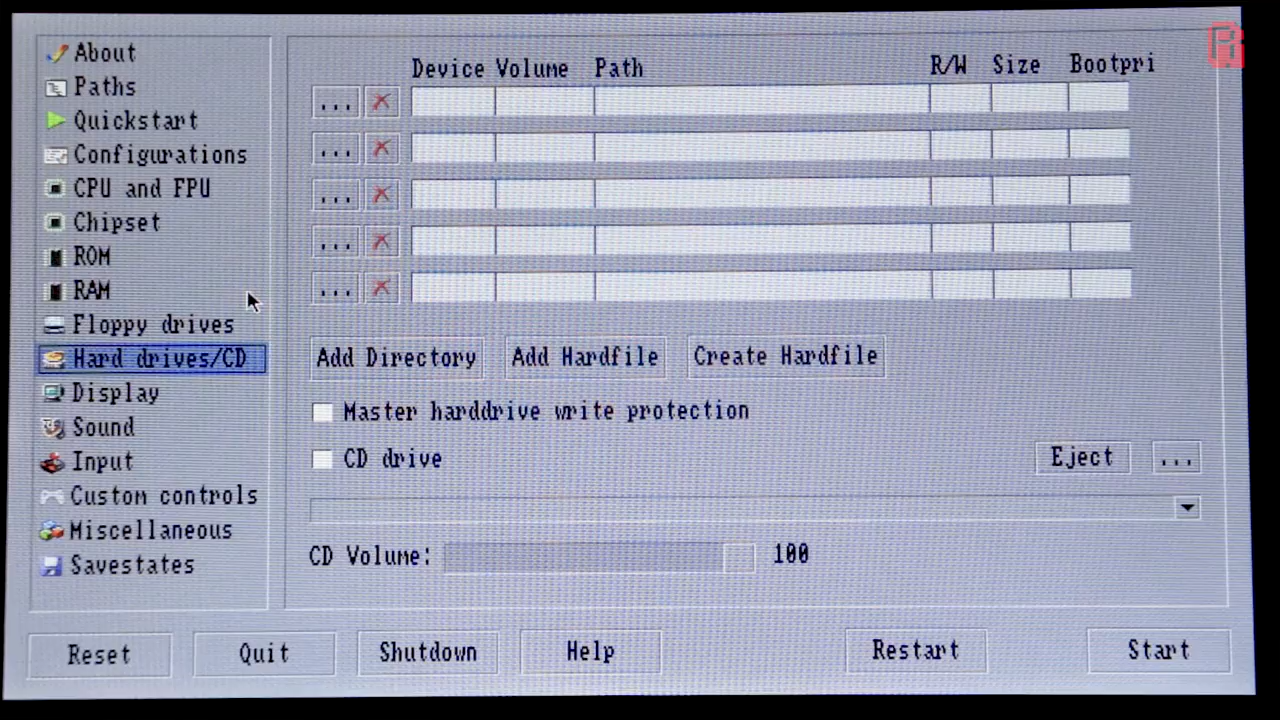 About
Paths
Quickstart
Configurations
CPU and FPU
Chipset
ROM
RAM
Floppy drives
Hard drives/CD
Display
Sound
Input
Custom controls
Miscellaneous
Savestates
Device Volume Path R/W Size Bootpri
...
...
...
...
...
Add Directory Add Hardfile Create Hardfile
Master harddrive write protection
CD drive Eject ...
CD Volume: 100
Reset Quit Shutdown Help Restart Start